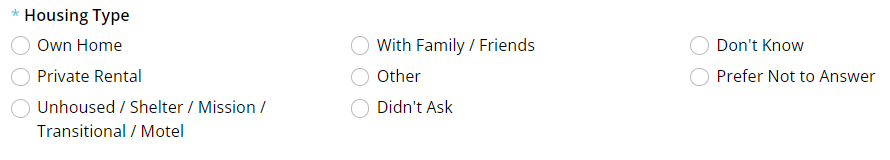 * Housing Type
Own Home
With Family / Friends
Don't Know
Private Rental
Other
Prefer Not to Answer
Unhoused / Shelter / Mission /
Transitional / Motel
Didn't Ask